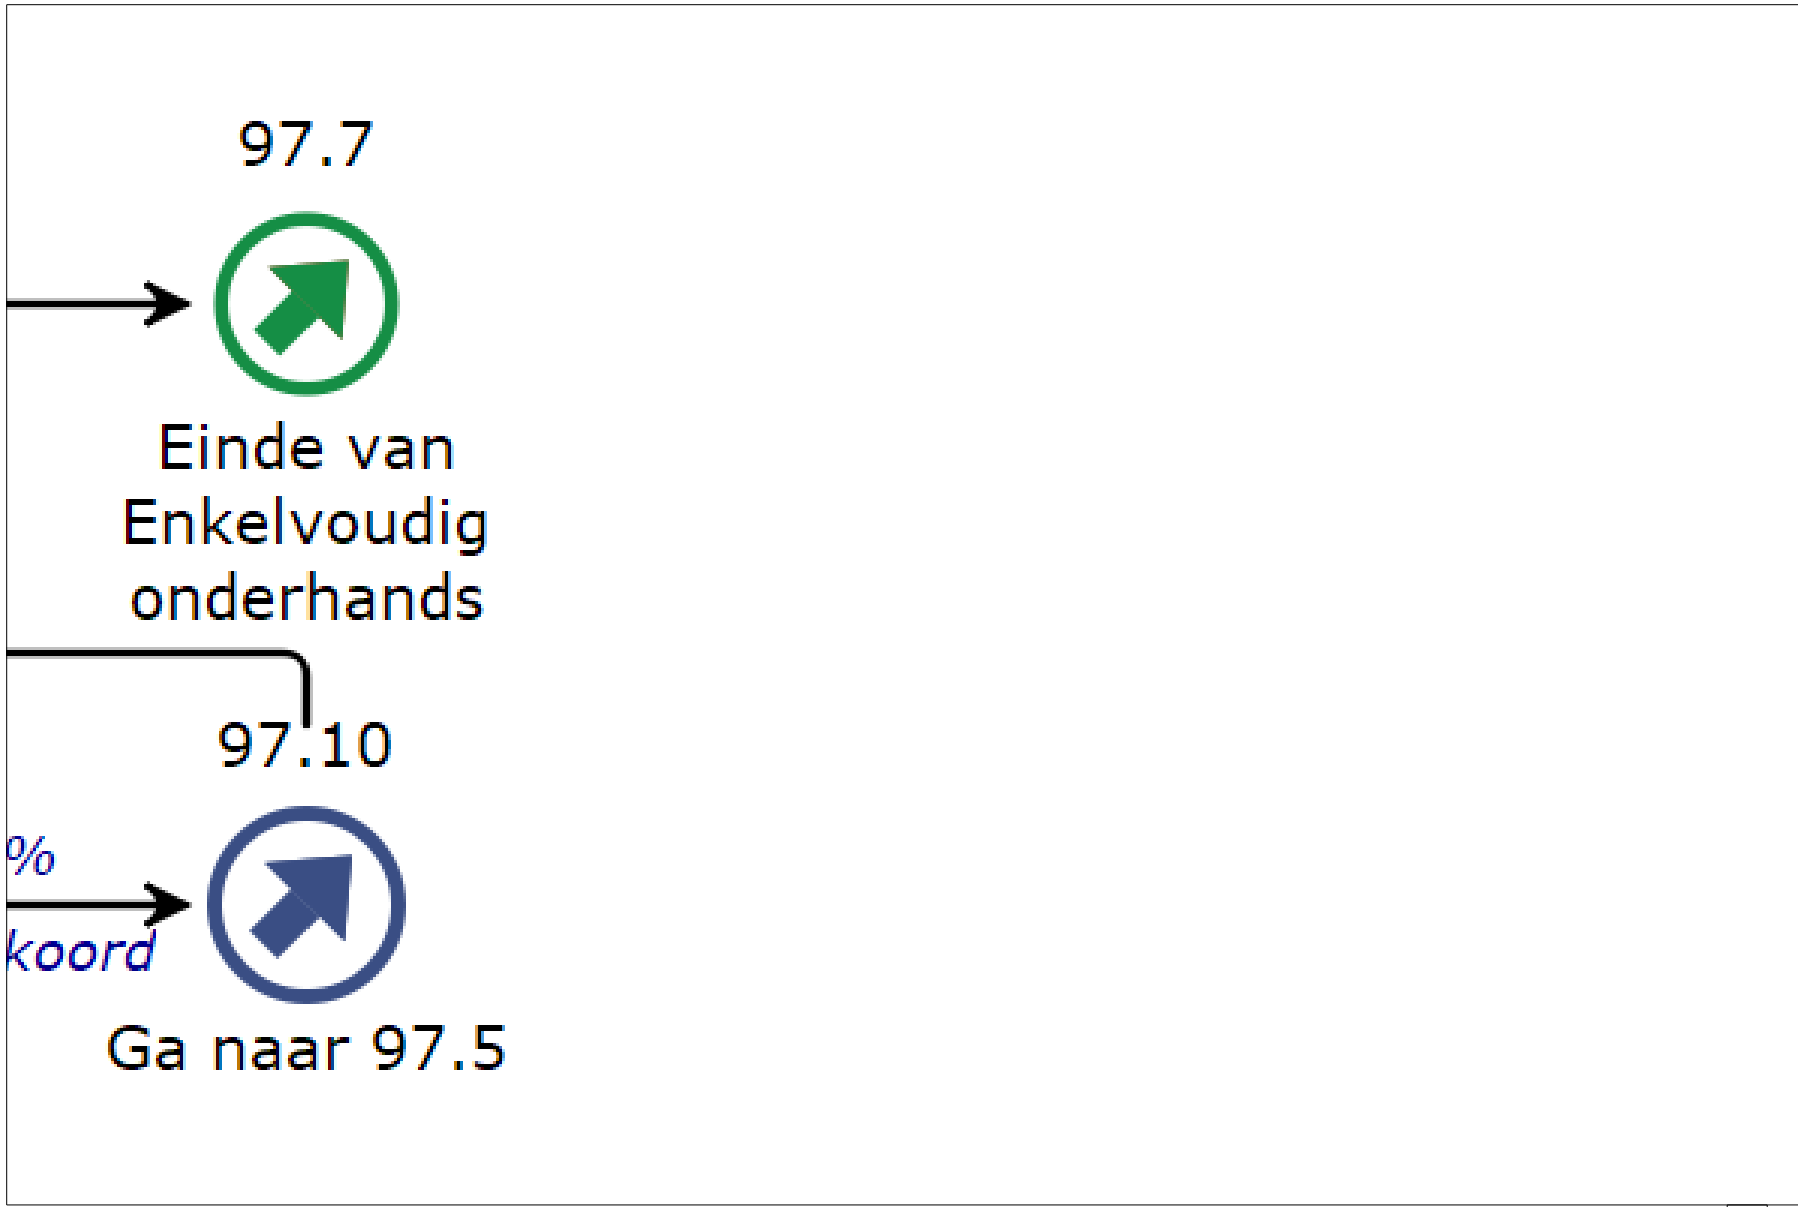 97.7
Einde van
Enkelvoudig
onderhands
97.10
%
koord
Ga naar 97.5